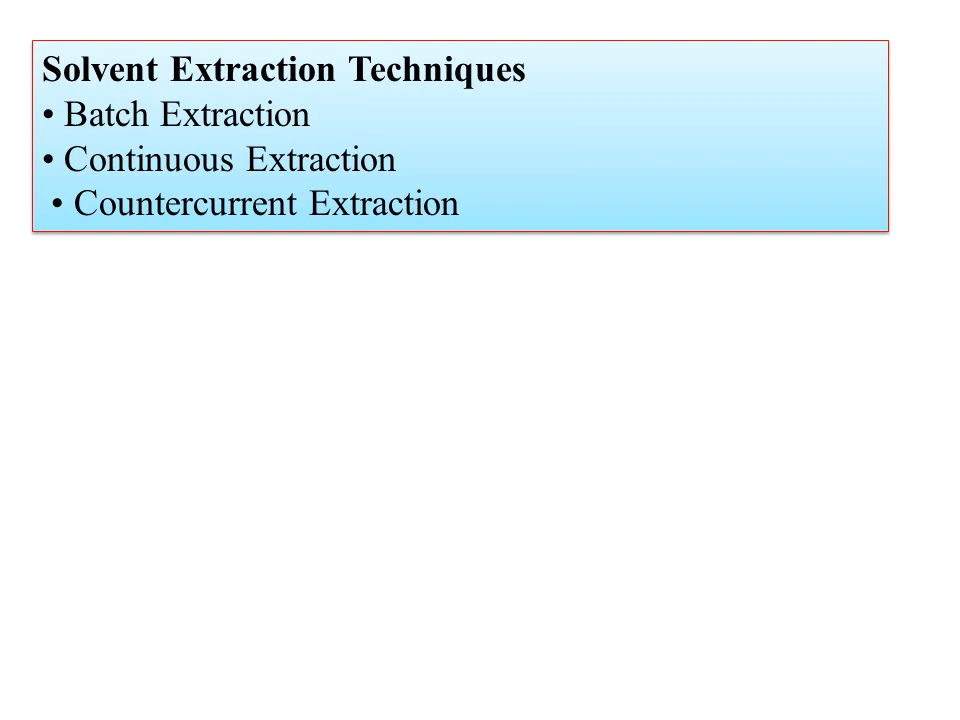 Solvent Extraction Techniques
• Batch Extraction
• Continuous Extraction
• Countercurrent Extraction